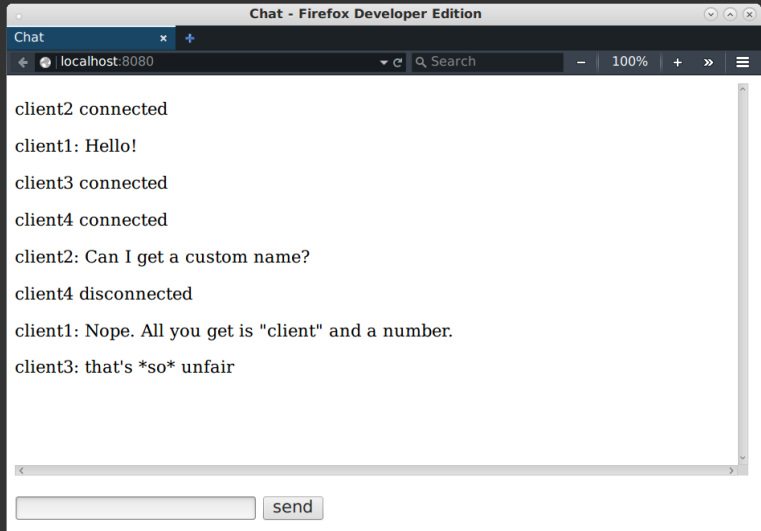 Chat - Firefox Developer Edition
Chat
localhost:8080
Search
100%
client2 connected
client1: Hello!
client3 connected
client4 connected
client2: Can I get a custom name?
client4 disconnected
client1: Nope. All you get is "client" and a number.
client3: that's *so* unfair
send